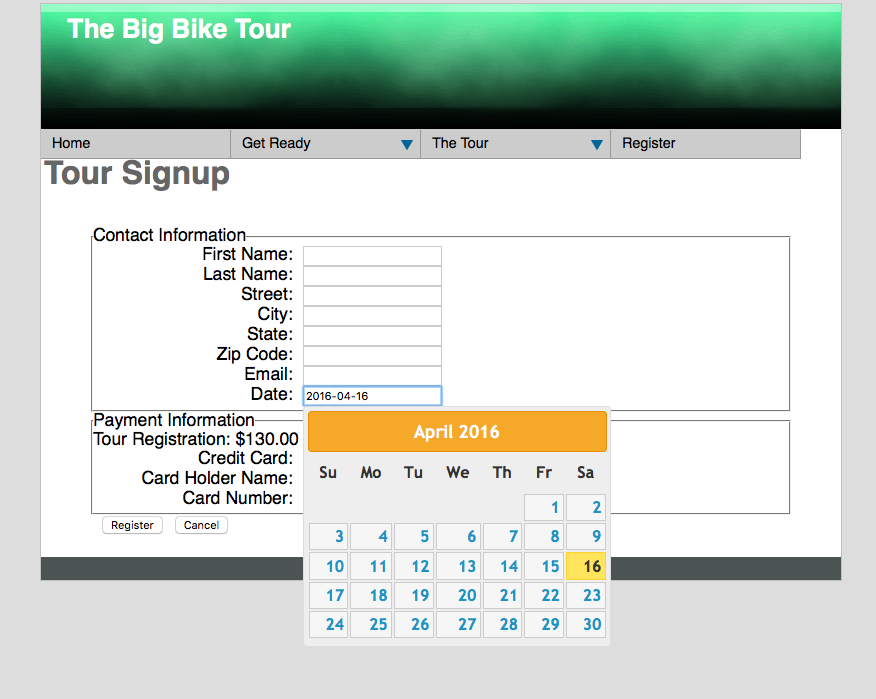 The Big Bike Tour
Home Get Ready The Tour Register
Tour Signup
Contact Information
First Name:
Last Name:
Street:
City:
State:
Zip Code:
Email:
Date: 2016-04-16
Payment Information
Tour Registration: $130.00
Credit Card:
Card Holder Name:
Card Number:
Register Cancel
April 2016
Su Mo Tu We Th Fr Sa
1 2
3 4 5 6 7 8 9
10 11 12 13 14 15 16
17 18 19 20 21 22 23
24 25 26 27 28 29 30